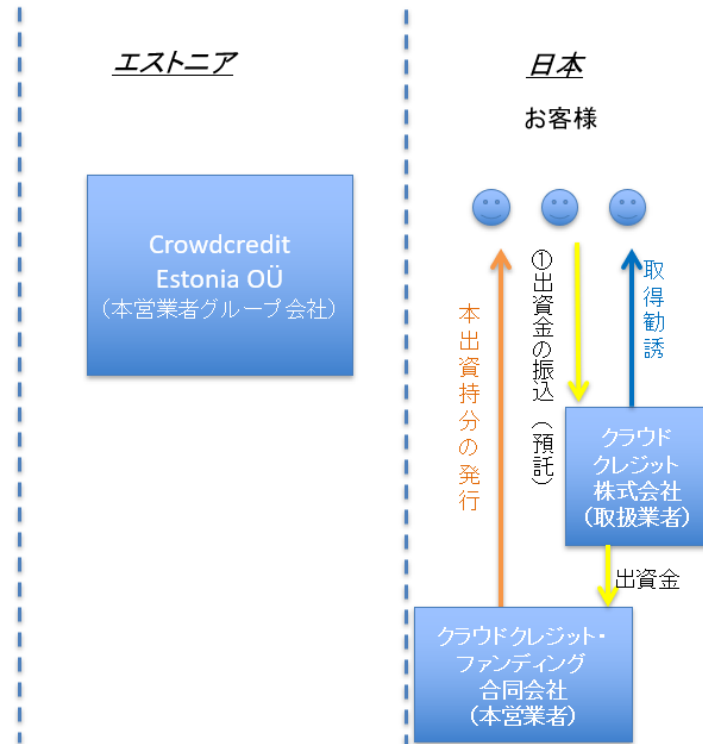 エストニア
日本
お客様
Crowdcredit
Estonia OÜ
（本営業者グループ会社）
本出資持分の発行
①出資金の振込（預託）
取得勧誘
クラウド
クレジット
株式会社
（取扱業者）
出資金
クラウドクレジット・
ファンディング
合同会社
（本営業者）